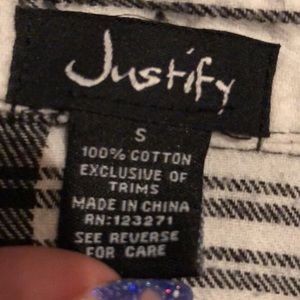 Justify
S
100% COTTON
EXCLUSIVE OF
TRIMS
MADE IN CHINA
RN:123271
SEE REVERSE
FOR CARE